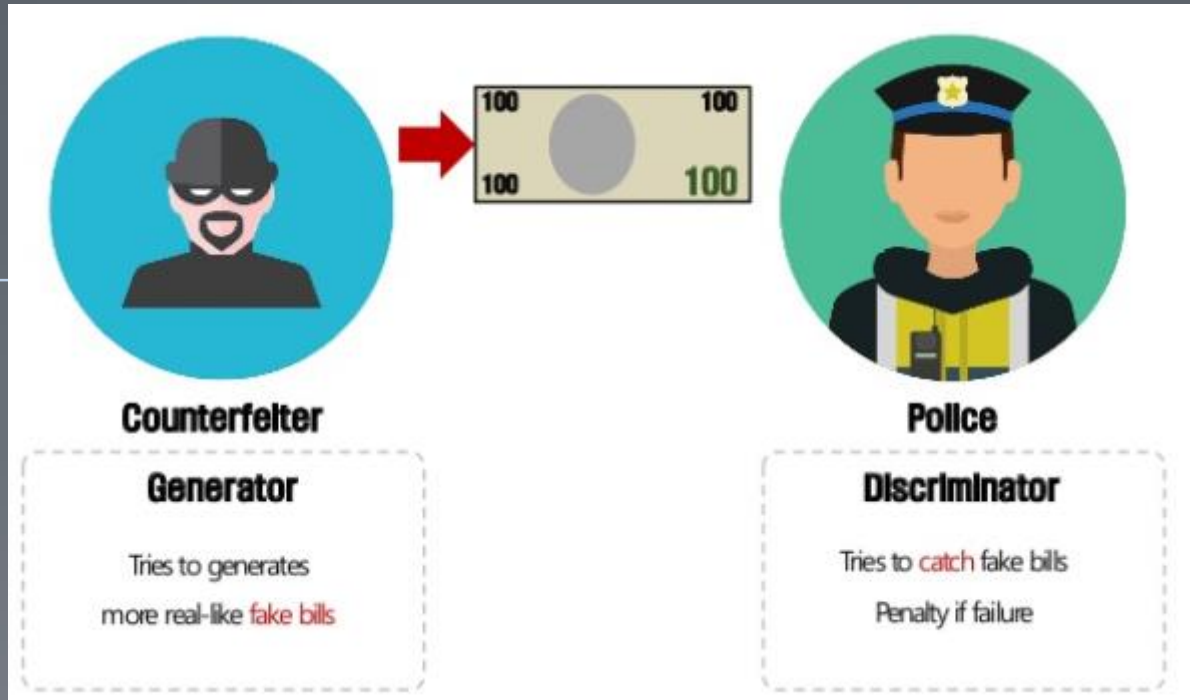 100 100
100 100
Counterfeiter
Police
Generator
Tries to generates
more real-like fake bills
Discriminator
Tries to catch fake bills
Penalty if failure